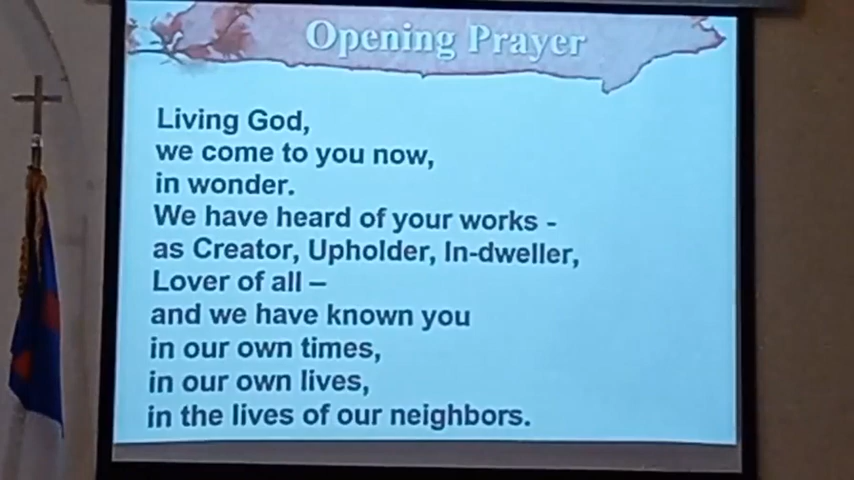 Opening Prayer
Living God,
we come to you now,
in wonder.
We have heard of your works -
as Creator, Upholder, In-dweller,
Lover of all –
and we have known you
in our own times,
in our own lives,
in the lives of our neighbors.